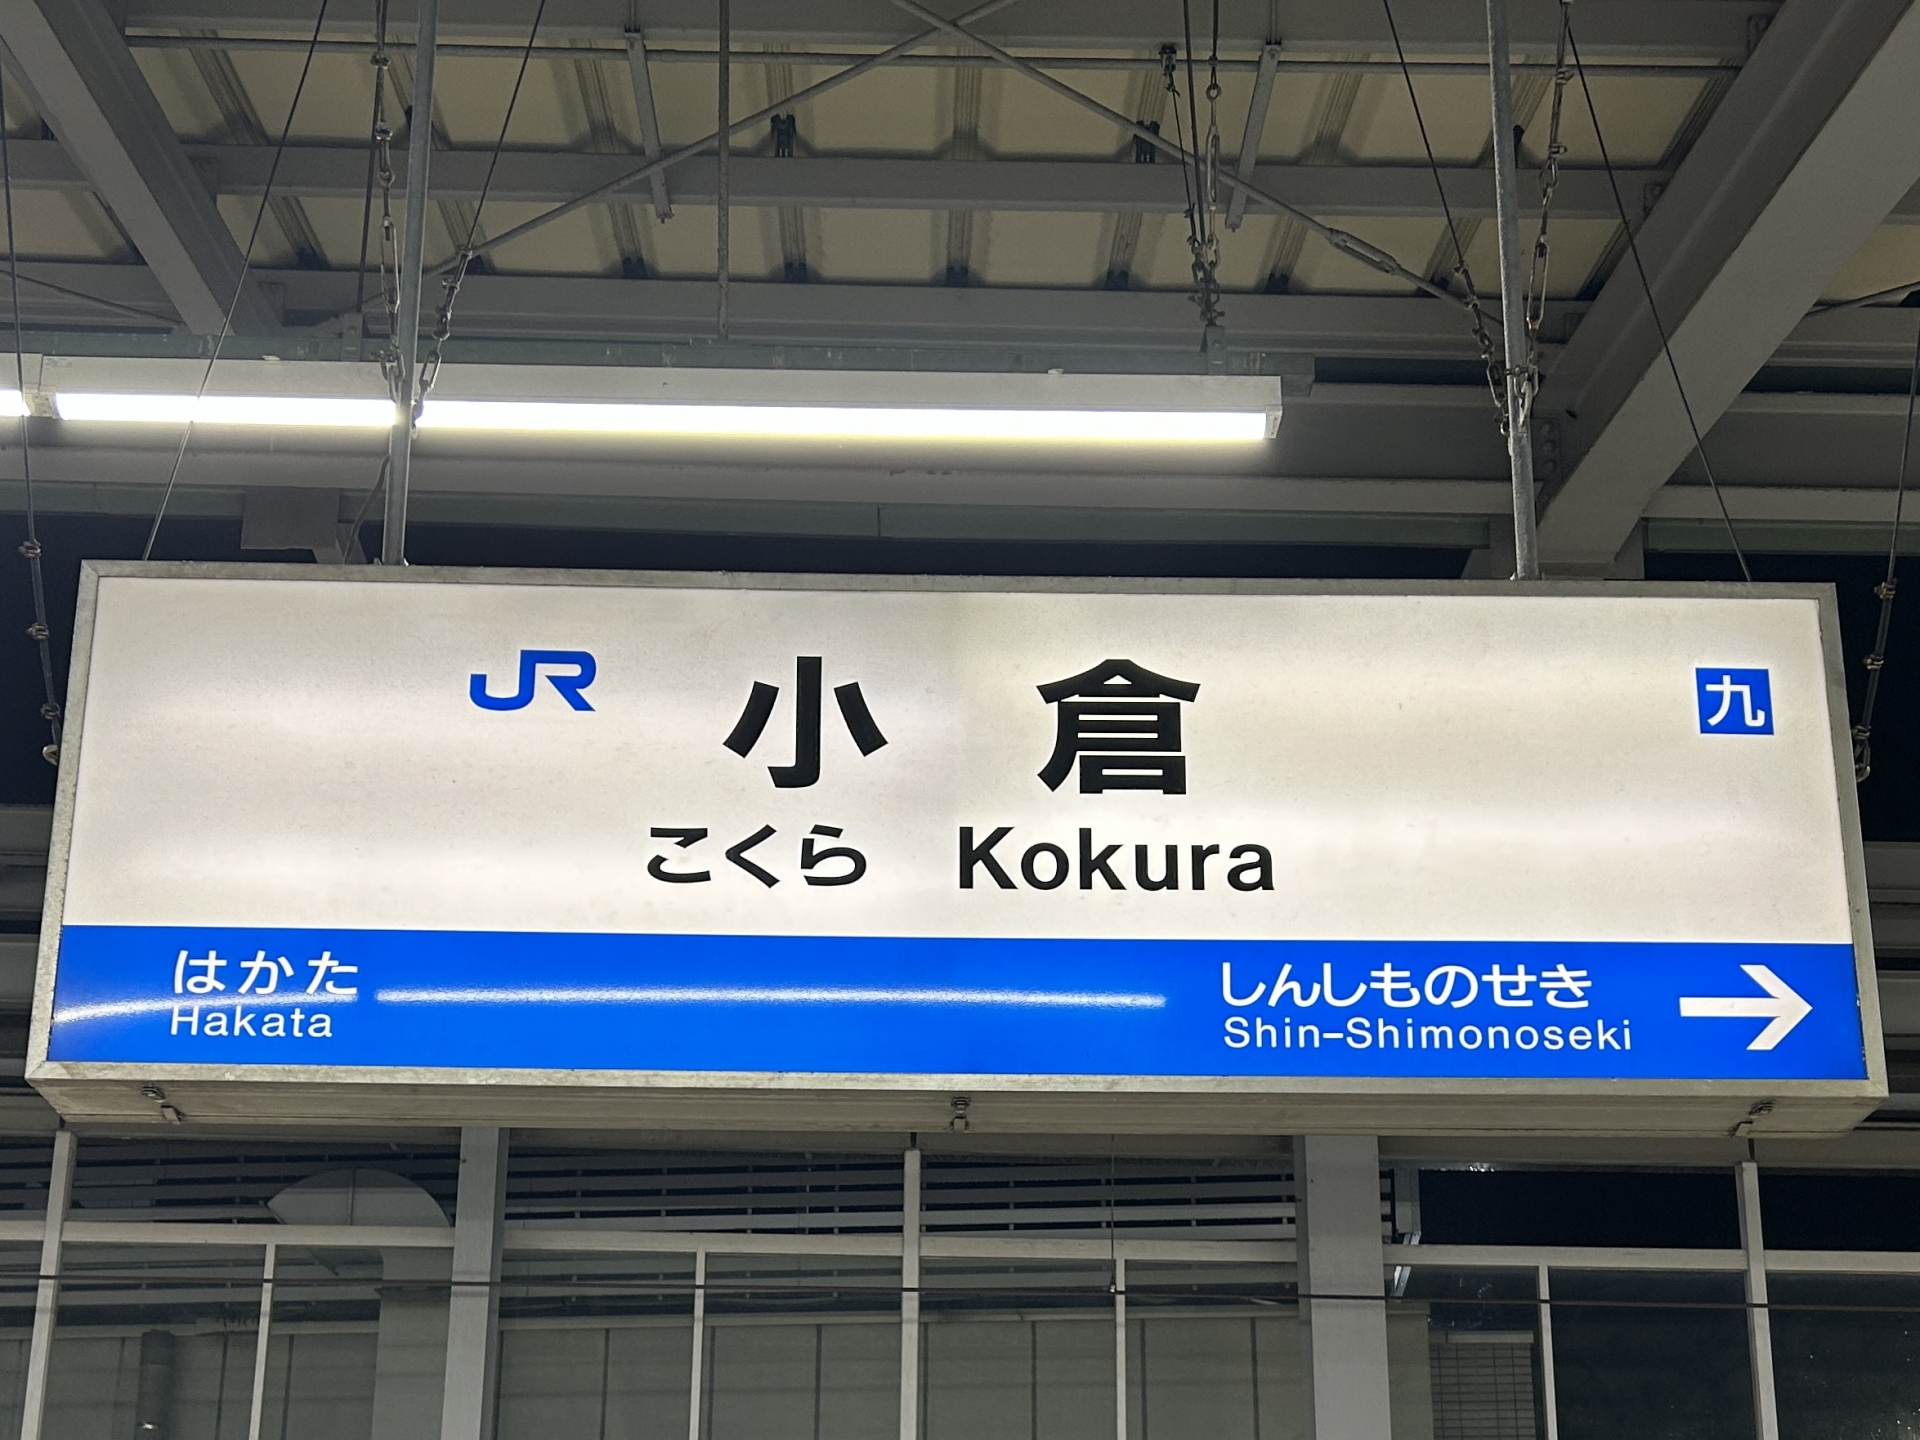 JR 小倉 九
こくら Kokura
はかた しんしものせき →
Hakata Shin-Shimonoseki